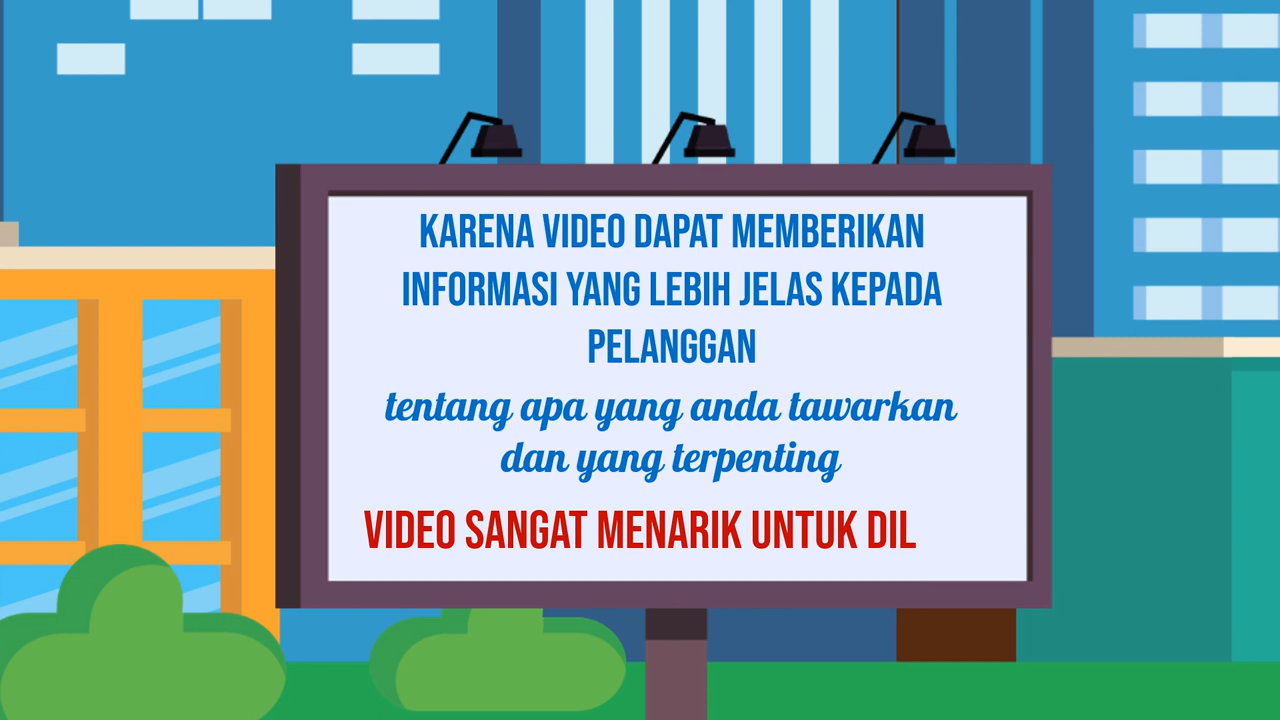 KARENA VIDEO DAPAT MEMBERIKAN
INFORMASI YANG LEBIH JELAS KEPADA
PELANGGAN
tentang apa yang anda tawarkan
dan yang terpenting
VIDEO SANGAT MENARIK UNTUK DIL